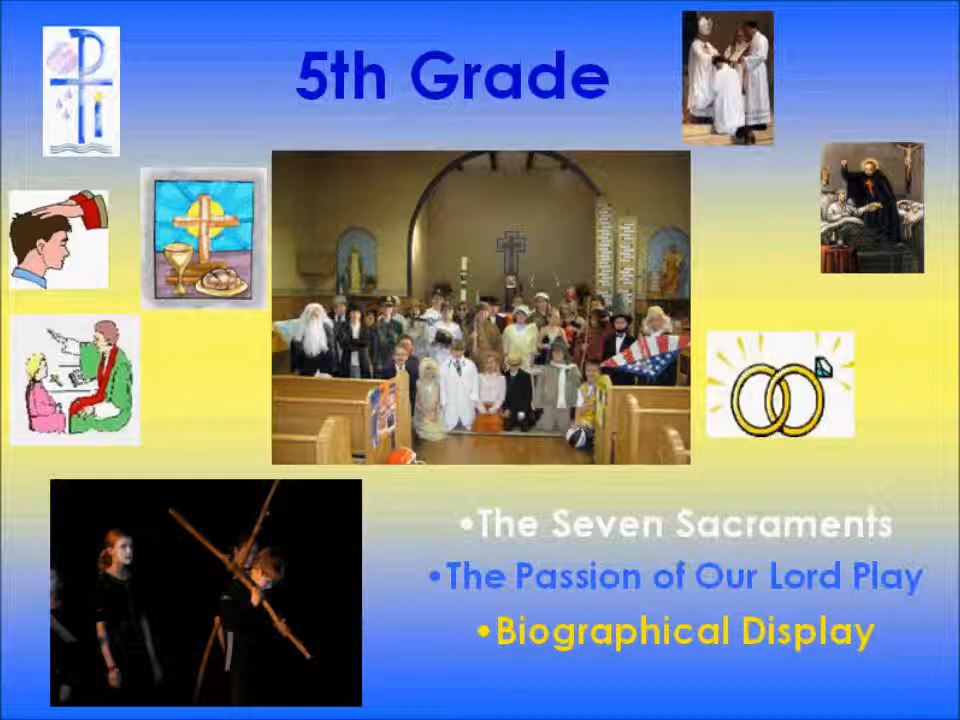 5th Grade
•The Seven Sacraments
•The Passion of Our Lord Play
•Biographical Display